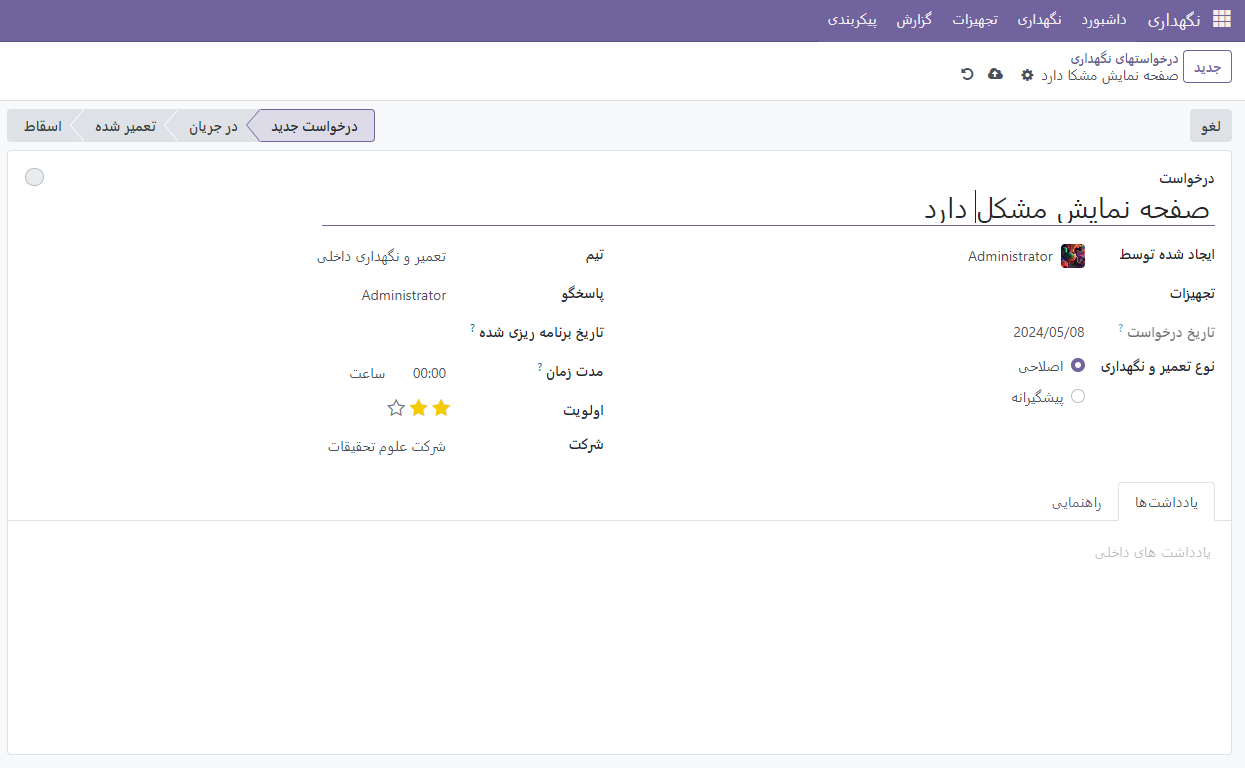 نگهداری داشبورد نگهداری تجهیزات گزارش پیکربندی
جدید
درخواستهای نگهداری
صفحه نمایش مشکا دارد
لغو
درخواست جدید در جریان تعمیر شده اسقاط
درخواست
صفحه نمایش مشکل دارد
ایجاد شده توسط Administrator
تجهیزات
تاریخ درخواست ? 2024/05/08
نوع تعمیر و نگهداری اصلاحی
پیشگیرانه
تیم تعمیر و نگهداری داخلی
پاسخگو Administrator
تاریخ برنامه ریزی شده ?
مدت زمان ? 00:00 ساعت
اولویت
شرکت شرکت علوم تحقیقات
یادداشت‌ها راهنمایی
یادداشت های داخلی